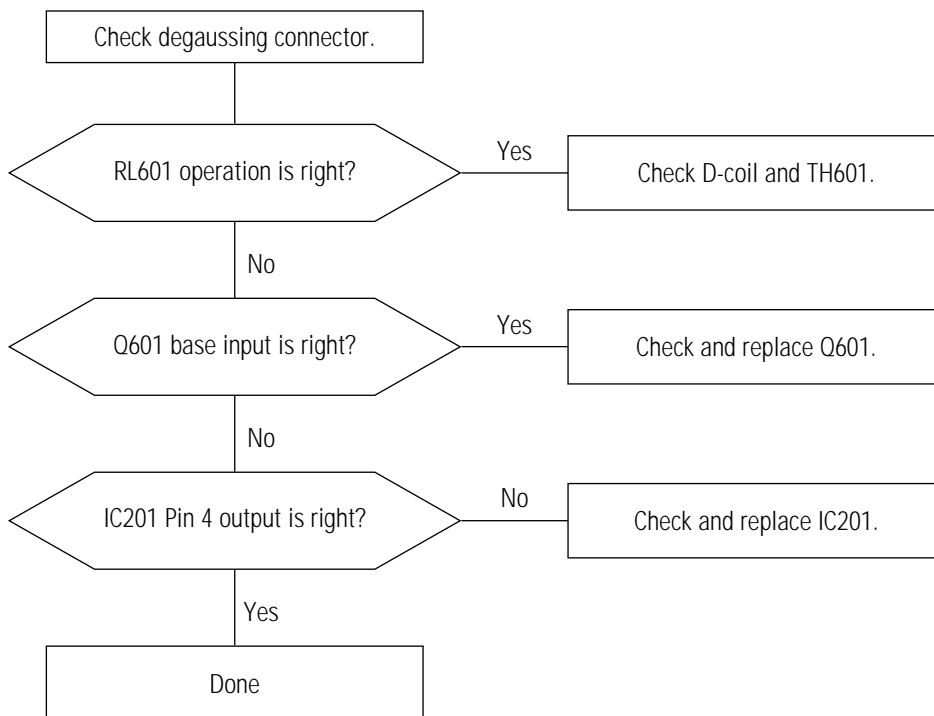 Check degaussing connector.
RL601 operation is right?
Yes
Check D-coil and TH601.
No
Q601 base input is right?
Yes
Check and replace Q601.
No
IC201 Pin 4 output is right?
No
Check and replace IC201.
Yes
Done